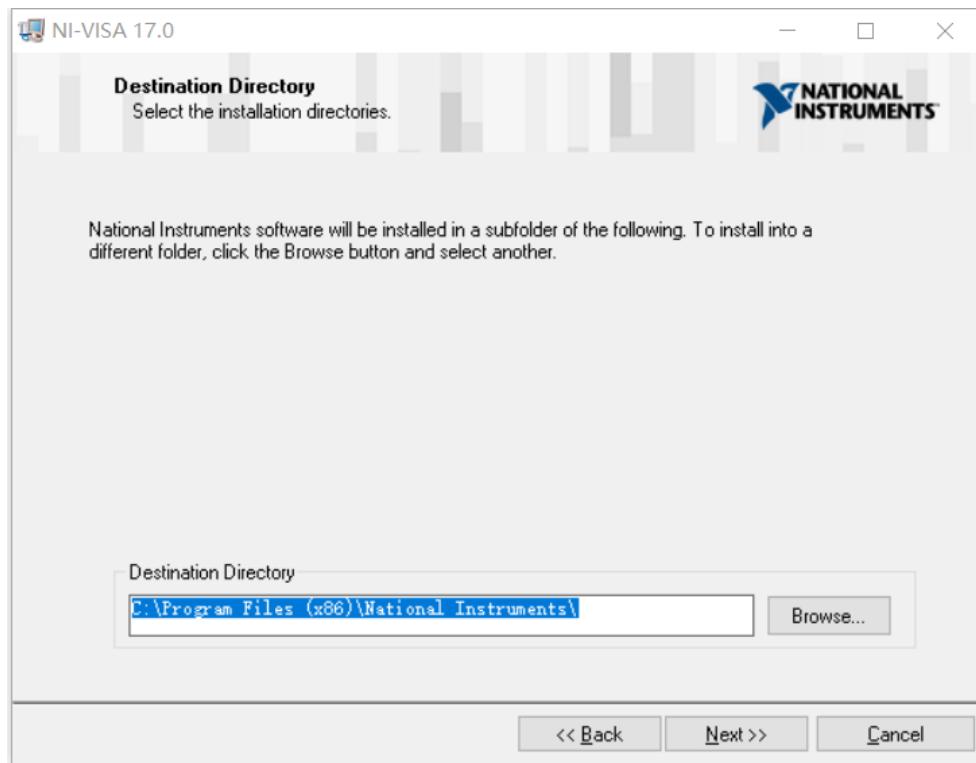 NI-VISA 17.0
Destination Directory
Select the installation directories.
NATIONAL
INSTRUMENTS™
National Instruments software will be installed in a subfolder of the following. To install into a
different folder, click the Browse button and select another.
Destination Directory
C:\Program Files (x86)\National Instruments\
Browse...
<< Back
Next >>
Cancel